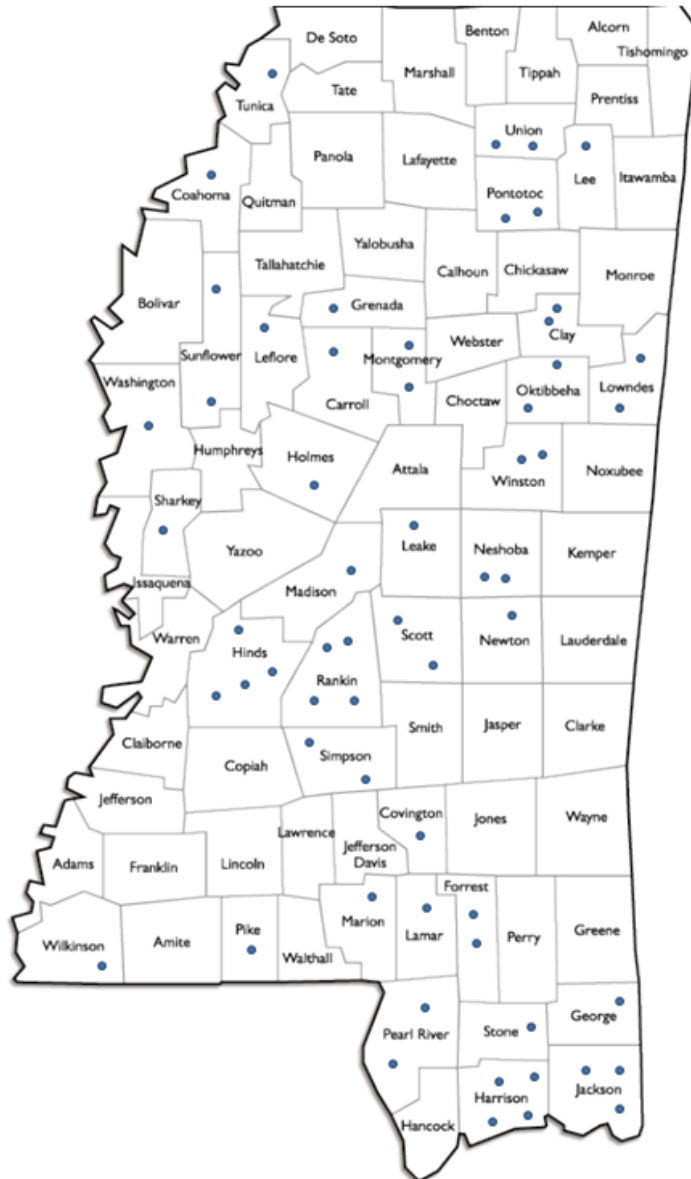 De Soto
Benton
Alcorn
Tishomingo
Marshall
Tippah
Tunica
Tate
Prentiss
Union
Panola
Lafayette
Lee
Itawamba
Coahoma
Quitman
Pontotoc
Yalobusha
Tallahatchie
Calhoun
Chickasaw
Monroe
Bolivar
Grenada
Sunflower
Leflore
Montgomery
Webster
Clay
Washington
Carroll
Choctaw
Oktibbeha
Lowndes
Humphreys
Holmes
Attala
Winston
Noxubee
Sharkey
Yazoo
Leake
Neshoba
Kemper
Issaquena
Madison
Warren
Hinds
Scott
Newton
Lauderdale
Rankin
Claiborne
Copiah
Simpson
Smith
Jasper
Clarke
Jefferson
Covington
Jones
Wayne
Adams
Franklin
Lincoln
Lawrence
Jefferson
Davis
Forrest
Wilkinson
Amite
Pike
Walthall
Marion
Lamar
Perry
Greene
Pearl River
Stone
George
Hancock
Harrison
Jackson